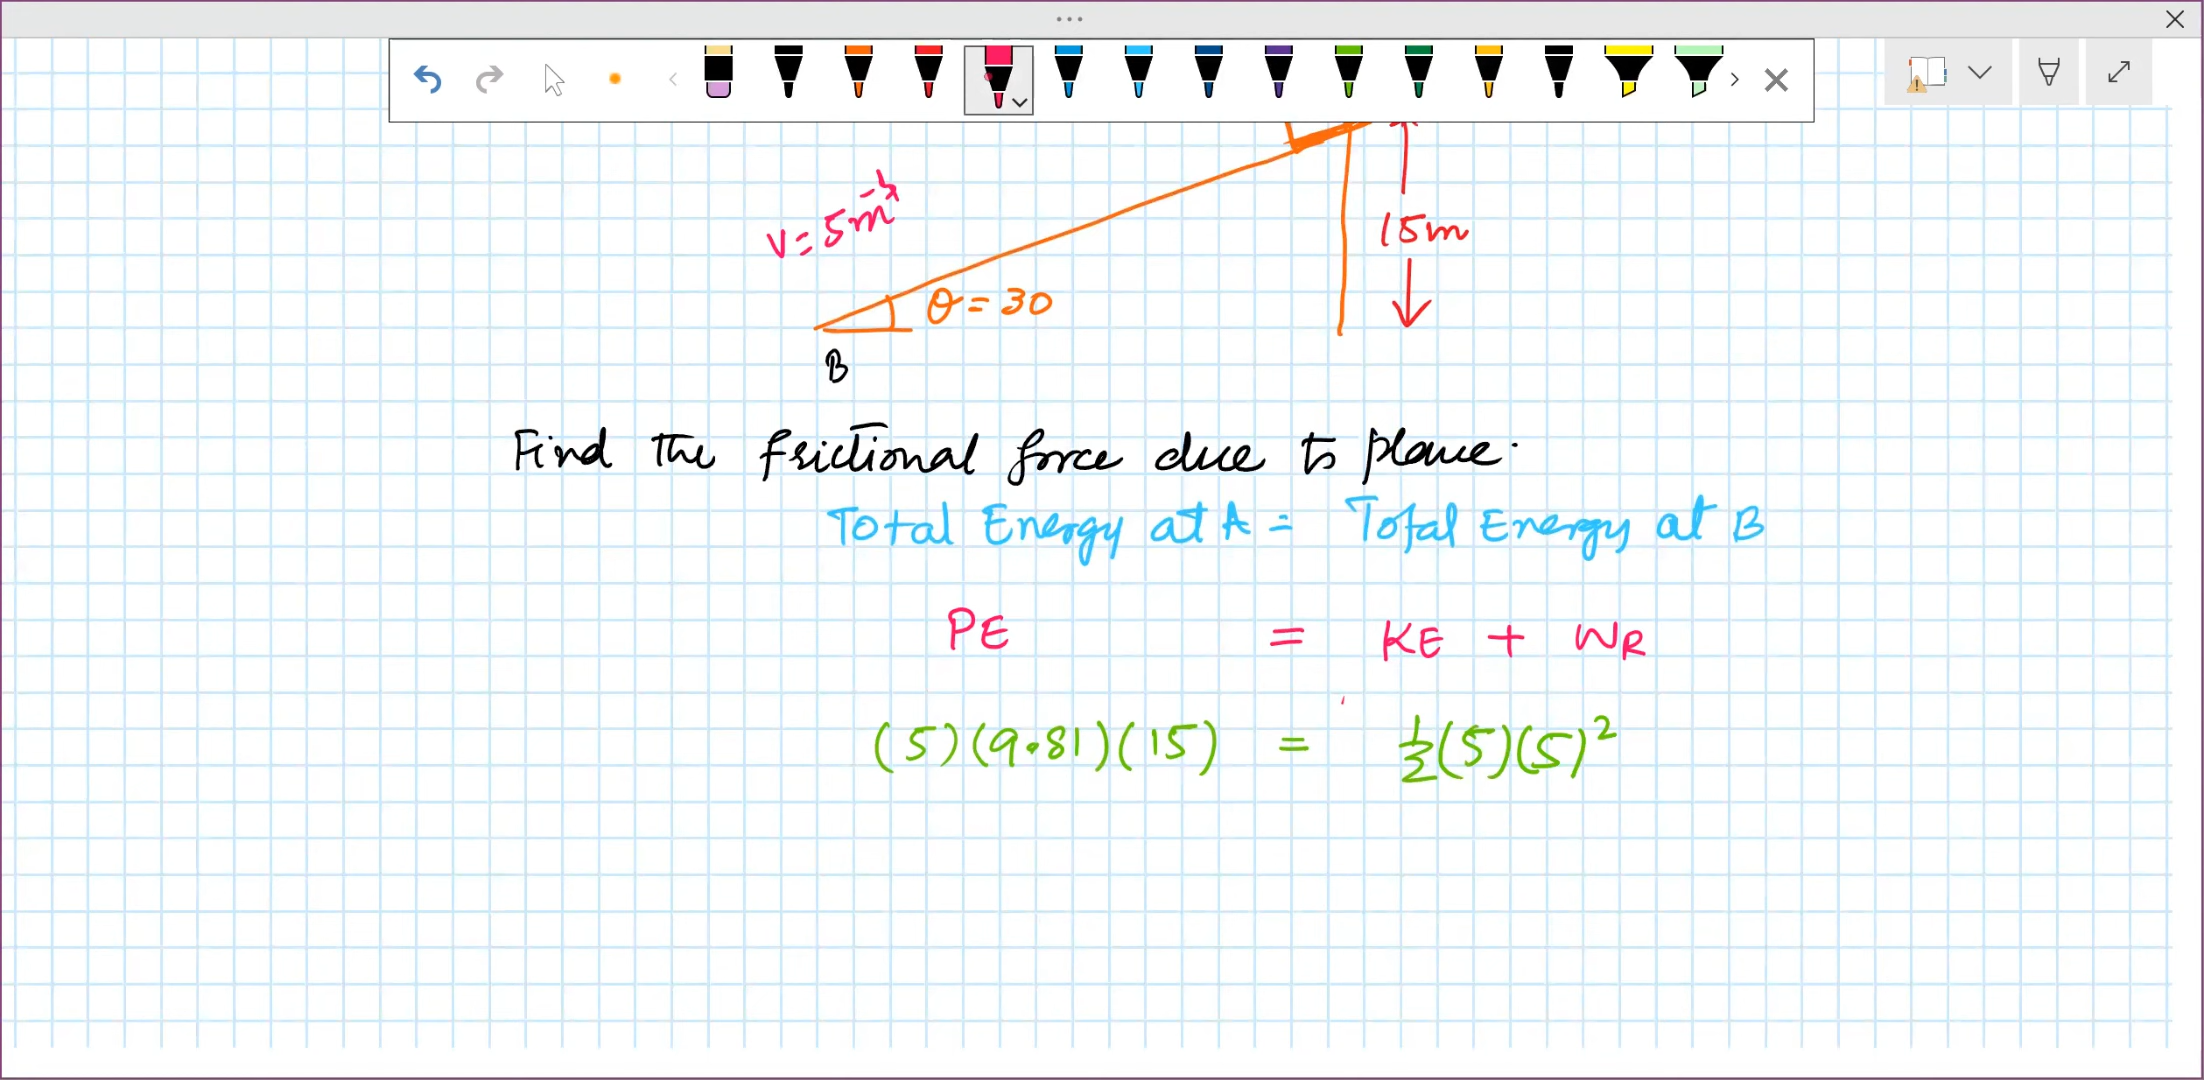 V = 5ms⁻¹
15m
θ = 30
B
Find the frictional force due to plane.
Total Energy at A = Total Energy at B
PE = KE + WR
(5)(9.81)(15) = ½(5)(5)²